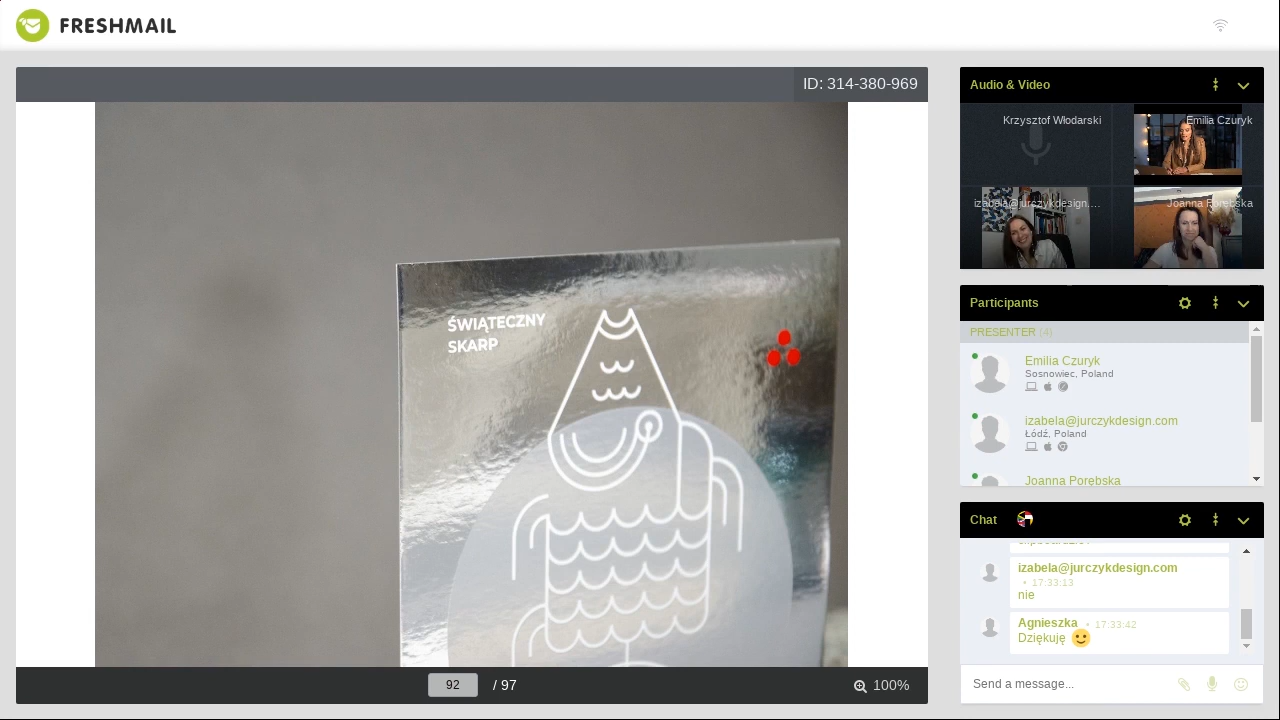 FRESHMAIL
ID: 314-380-969
ŚWIĄTECZNY
SKARP
92 / 97
100%
Audio & Video
Krzysztof Włodarski
Emilia Czuryk
izabela@jurczykdesign....
Joanna Porębska
Participants
PRESENTER (4)
Emilia Czuryk
Sosnowiec, Poland
izabela@jurczykdesign.com
Łódź, Poland
Joanna Porębska
Chat
izabela@jurczykdesign.com
• 17:33:13
nie
Agnieszka • 17:33:42
Dziękuję
Send a message...